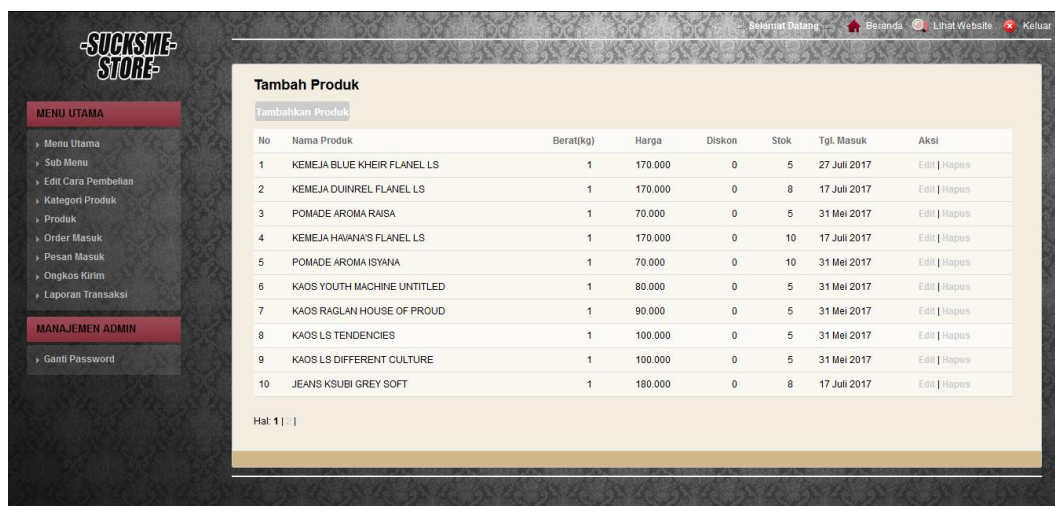 -SUCKSME-
STORE-
Selamat Datang Beranda Lihat Website Keluar
MENU UTAMA
Menu Utama
Sub Menu
Edit Cara Pembelian
Kategori Produk
Produk
Order Masuk
Pesan Masuk
Ongkos Kirim
Laporan Transaksi
MANAJEMEN ADMIN
Ganti Password
Tambah Produk
Tambahkan Produk
No Nama Produk Berat(kg) Harga Diskon Stok Tgl. Masuk Aksi
1 KEMEJA BLUE KHEIR FLANEL LS 1 170.000 0 5 27 Juli 2017 Edit | Hapus
2 KEMEJA DUINREL FLANEL LS 1 170.000 0 8 17 Juli 2017 Edit | Hapus
3 POMADE AROMA RAISA 1 70.000 0 5 31 Mei 2017 Edit | Hapus
4 KEMEJA HAVANA'S FLANEL LS 1 170.000 0 10 17 Juli 2017 Edit | Hapus
5 POMADE AROMA ISYANA 1 70.000 0 10 31 Mei 2017 Edit | Hapus
6 KAOS YOUTH MACHINE UNTITLED 1 80.000 0 5 31 Mei 2017 Edit | Hapus
7 KAOS RAGLAN HOUSE OF PROUD 1 90.000 0 5 31 Mei 2017 Edit | Hapus
8 KAOS LS TENDENCIES 1 100.000 0 5 31 Mei 2017 Edit | Hapus
9 KAOS LS DIFFERENT CULTURE 1 100.000 0 5 31 Mei 2017 Edit | Hapus
10 JEANS KSUBI GREY SOFT 1 180.000 0 8 17 Juli 2017 Edit | Hapus
Hal: 1 | 2 |